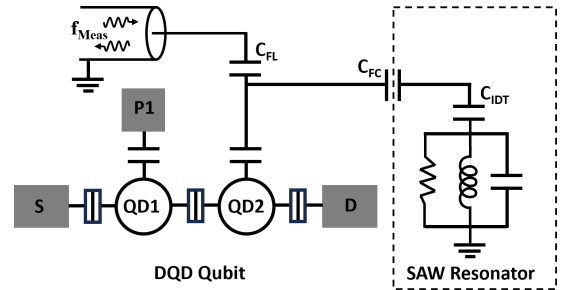 f_Meas
C_FL
C_FC
C_IDT
P1
S
QD1
QD2
D
DQD Qubit
SAW Resonator